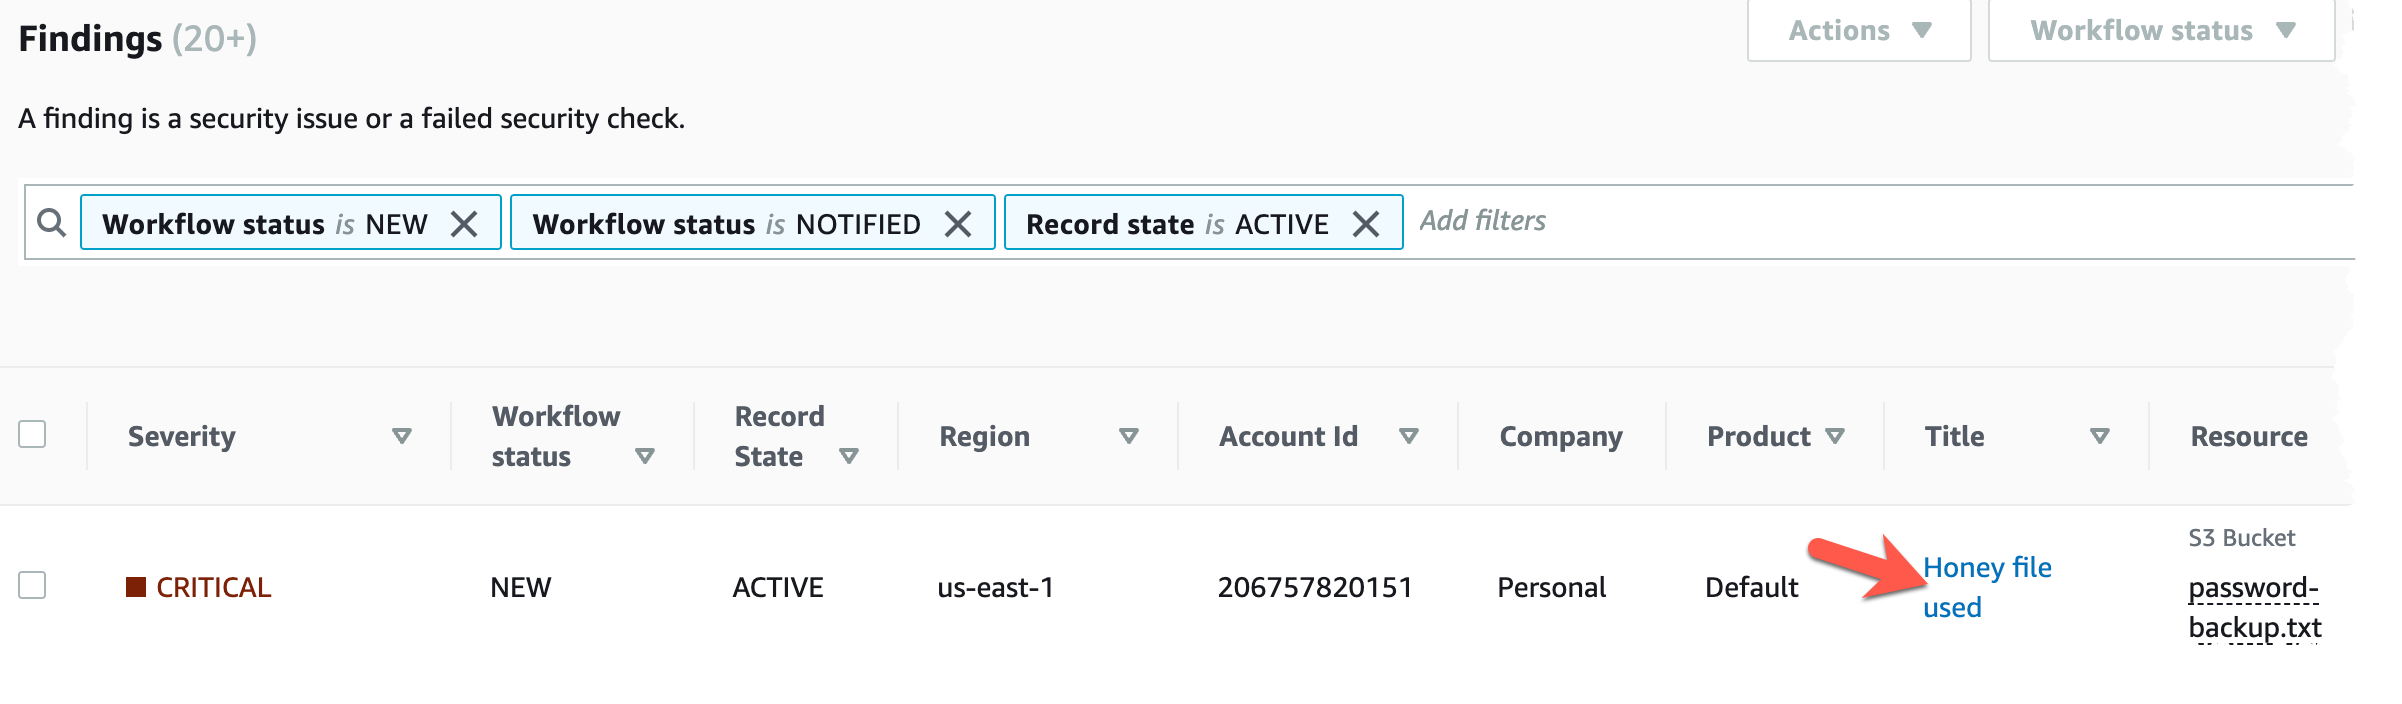 Findings (20+)
Actions
Workflow status
A finding is a security issue or a failed security check.
Workflow status is NEW
Workflow status is NOTIFIED
Record state is ACTIVE
Add filters
Severity
Workflow
status
Record
State
Region
Account Id
Company
Product
Title
Resource
CRITICAL
NEW
ACTIVE
us-east-1
206757820151
Personal
Default
Honey file
used
S3 Bucket
password-
backup.txt